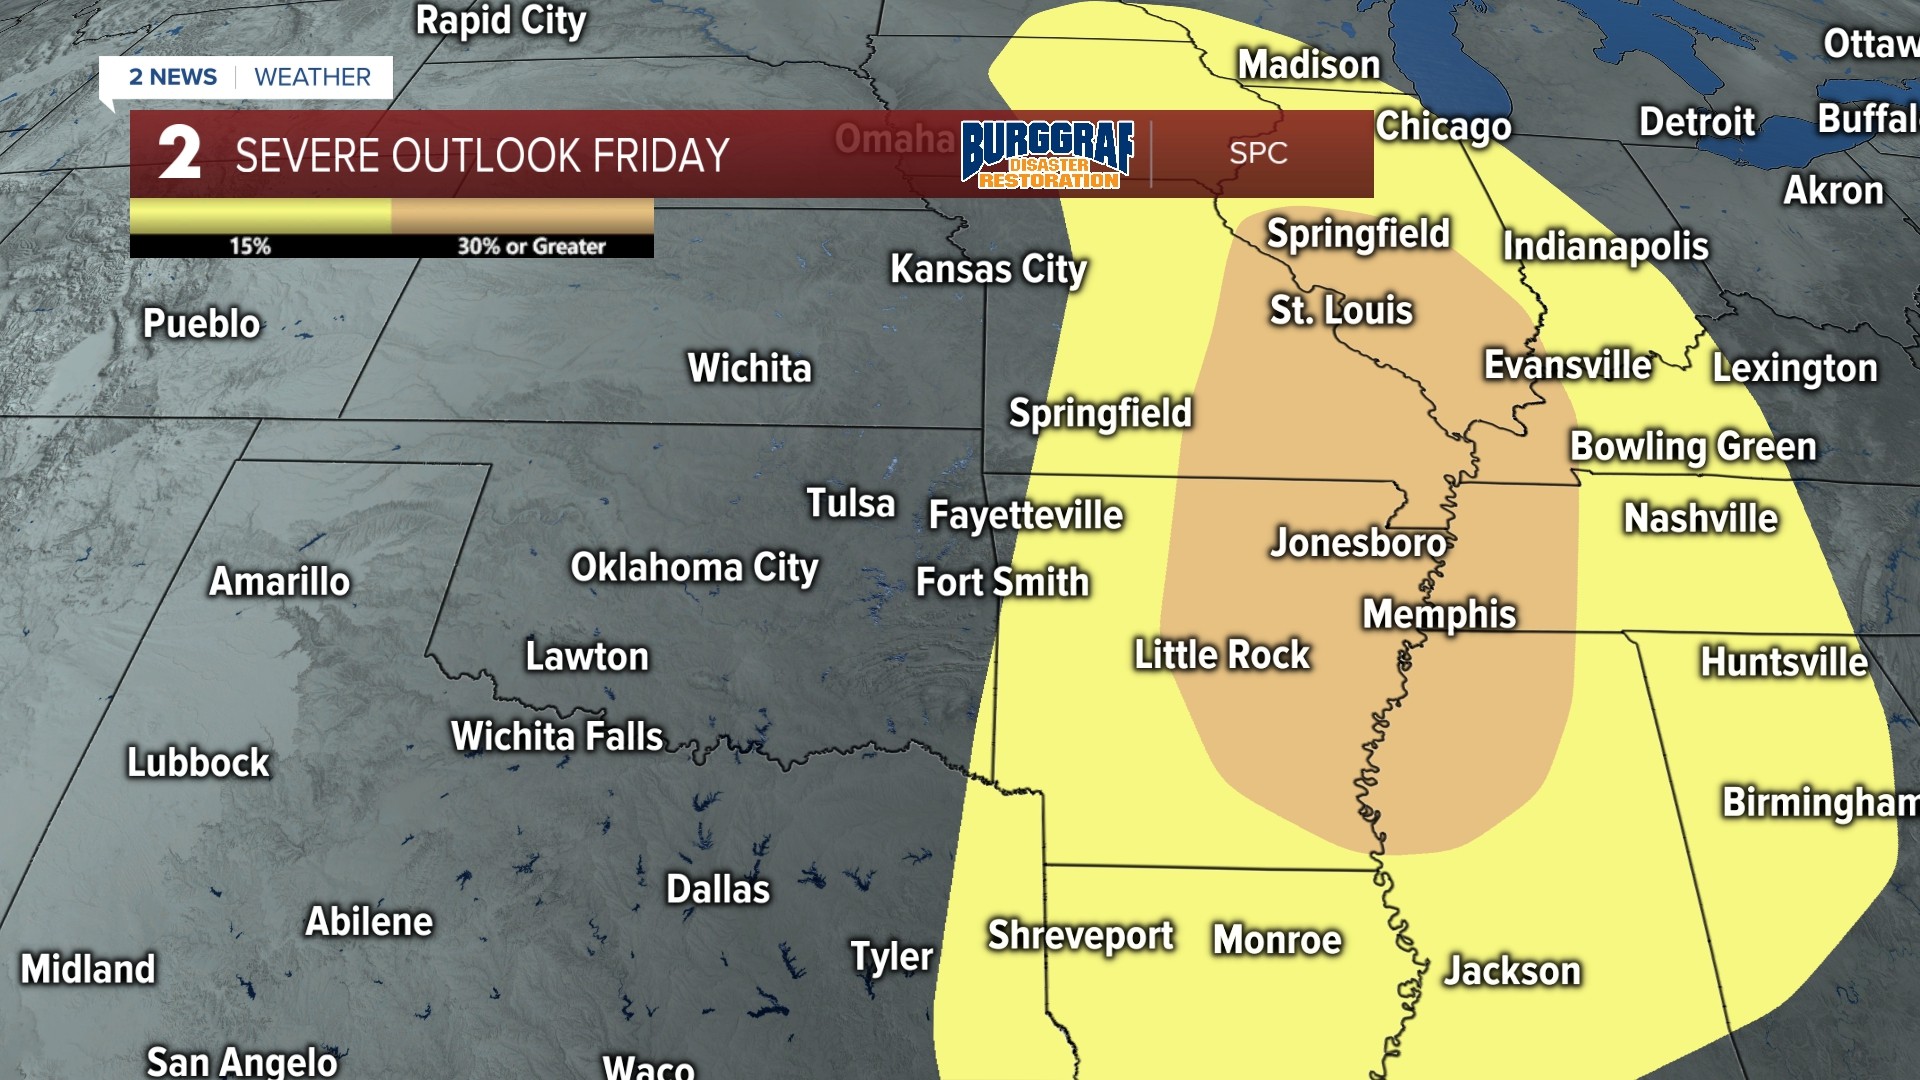 Rapid City
Ottaw
Madison
2 NEWS | WEATHER
2 SEVERE OUTLOOK FRIDAY
Omaha
BURGGRAF
DISASTER
RESTORATION
SPC
Chicago
Detroit
Buffal
Akron
15%
30% or Greater
Springfield
Indianapolis
Kansas City
Pueblo
St. Louis
Wichita
Evansville
Lexington
Springfield
Bowling Green
Tulsa
Fayetteville
Nashville
Jonesboro
Amarillo
Oklahoma City
Fort Smith
Memphis
Lawton
Little Rock
Huntsville
Wichita Falls
Lubbock
Birmingham
Dallas
Abilene
Shreveport
Monroe
Tyler
Midland
Jackson
San Angelo
Waco